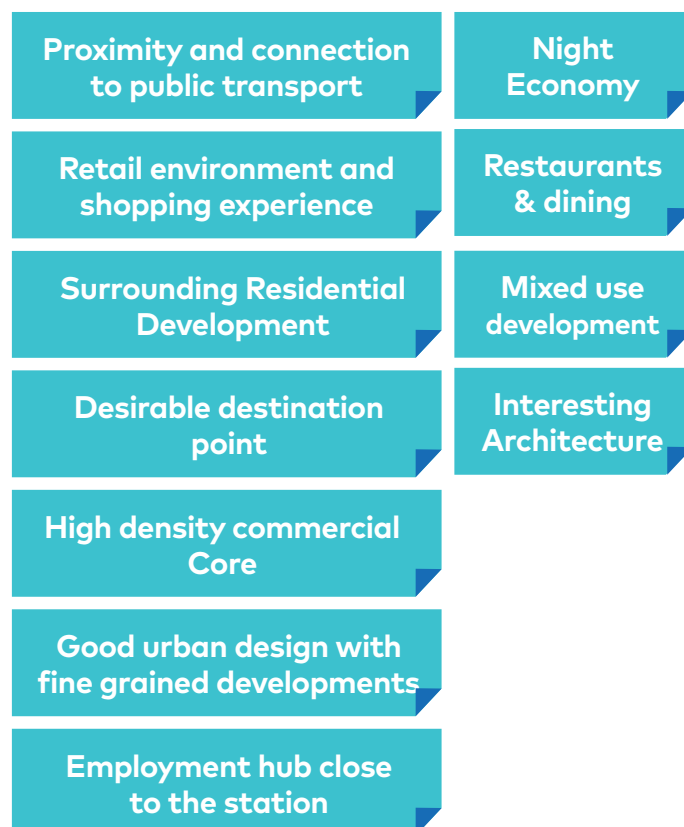 Proximity and connection
to public transport
Retail environment and
shopping experience
Surrounding Residential
Development
Desirable destination
point
High density commercial
Core
Good urban design with
fine grained developments
Employment hub close
to the station
Night
Economy
Restaurants
& dining
Mixed use
development
Interesting
Architecture